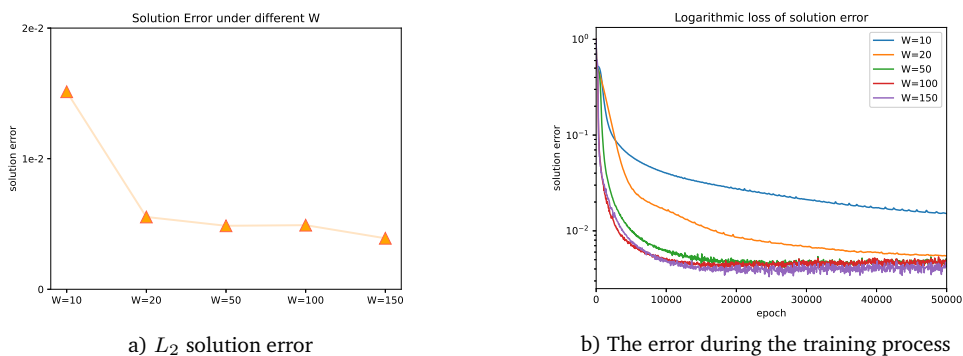 Solution Error under different W
2e-2
1e-2
0
solution error
W=10
W=20
W=50
W=100
W=150
a) L₂ solution error
Logarithmic loss of solution error
10⁰
10⁻¹
10⁻²
solution error
W=10
W=20
W=50
W=100
W=150
0
10000
20000
30000
40000
50000
epoch
b) The error during the training process